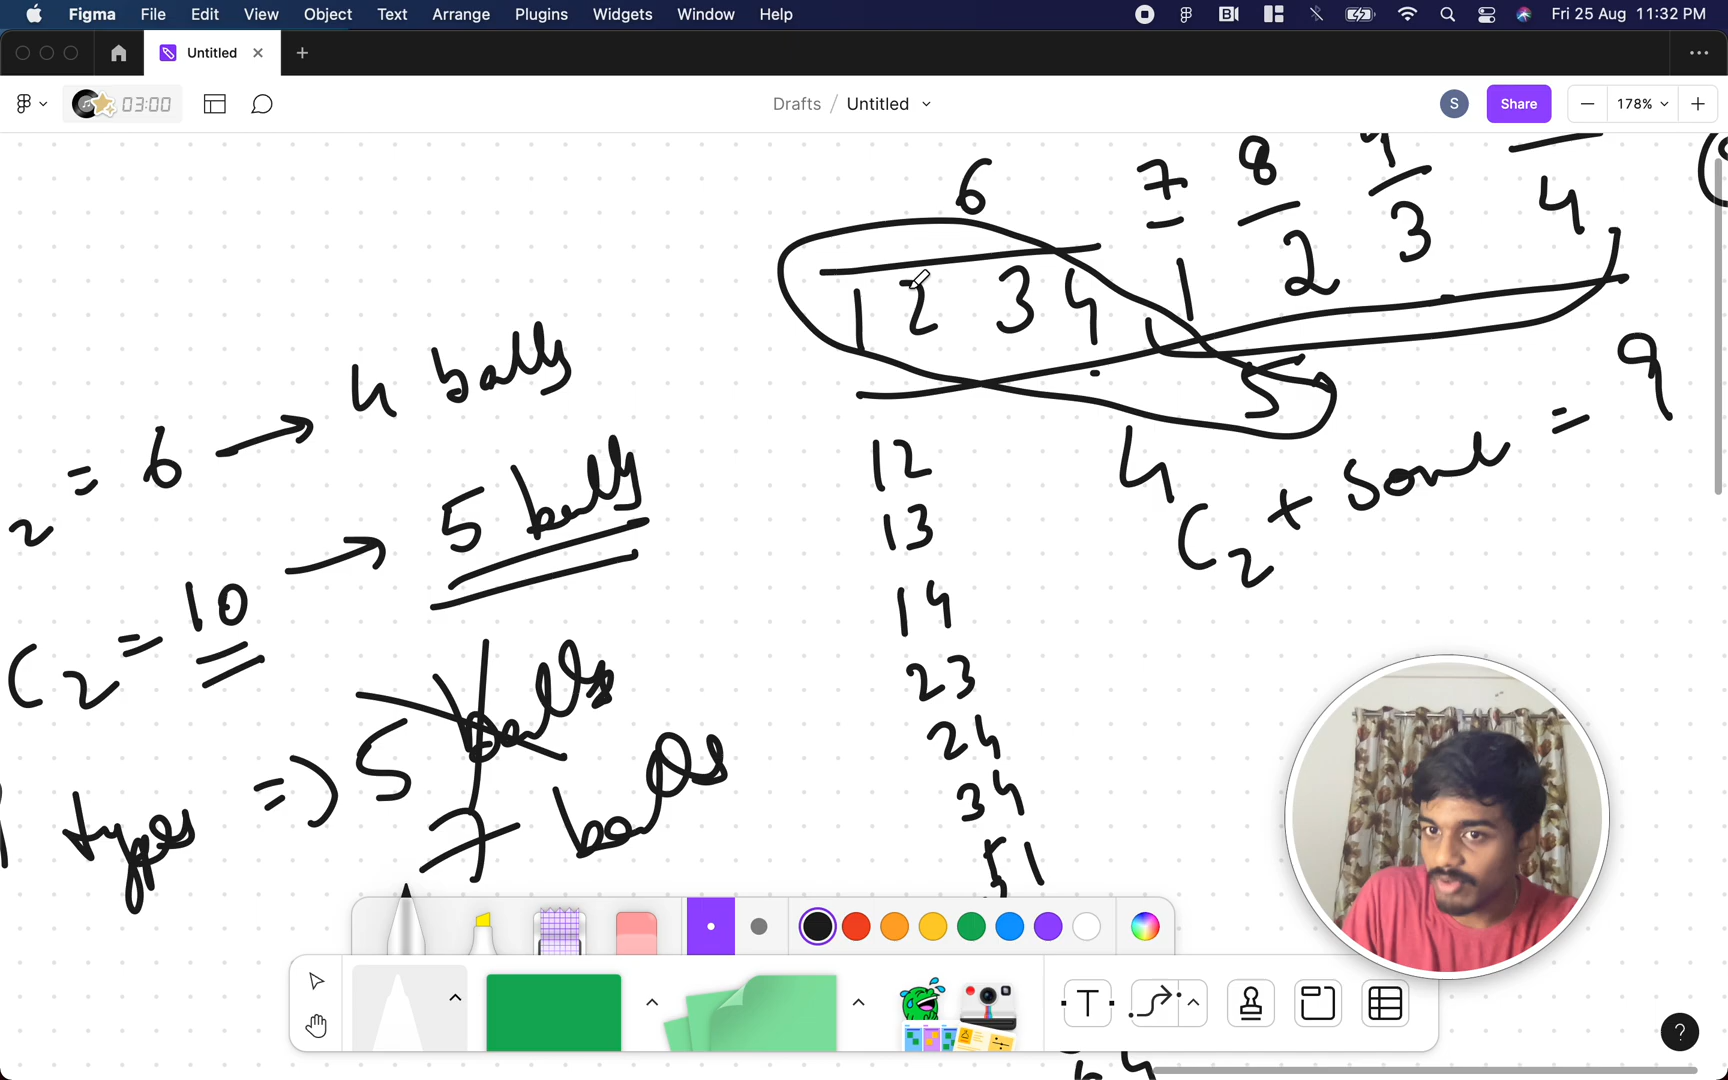 Figma File Edit View Object Text Arrange Plugins Widgets Window Help Fri 25 Aug 11:32 PM
Untitled
03:00 Drafts / Untitled S Share 178%
6 7 8 9
1 2 3 4 1 2 3 4
5
2 = 6 → 4 balls
C2 = 10 → 5 balls
types => 5 balls
7 balls
12
13
14
23
24
34
51
4C2 + some = 9
T
?